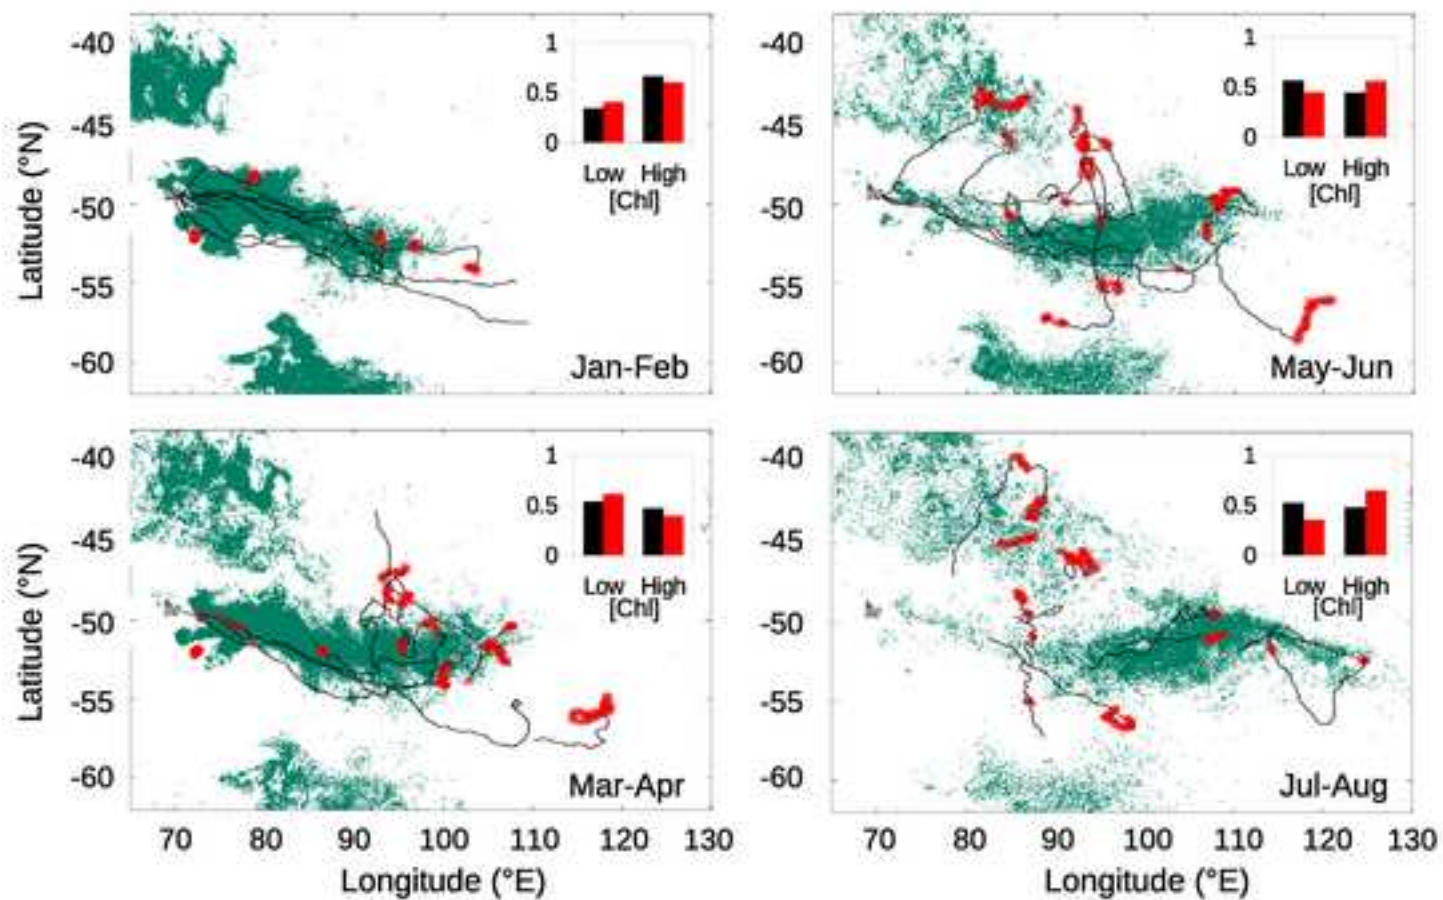 -40
-45
-50
-55
-60
Latitude (°N)
1
0.5
0
Low High
[Chl]
Jan-Feb
-40
-45
-50
-55
-60
1
0.5
0
Low High
[Chl]
May-Jun
-40
-45
-50
-55
-60
Latitude (°N)
1
0.5
0
Low High
[Chl]
Mar-Apr
70 80 90 100 110 120 130
Longitude (°E)
-40
-45
-50
-55
-60
1
0.5
0
Low High
[Chl]
Jul-Aug
70 80 90 100 110 120 130
Longitude (°E)